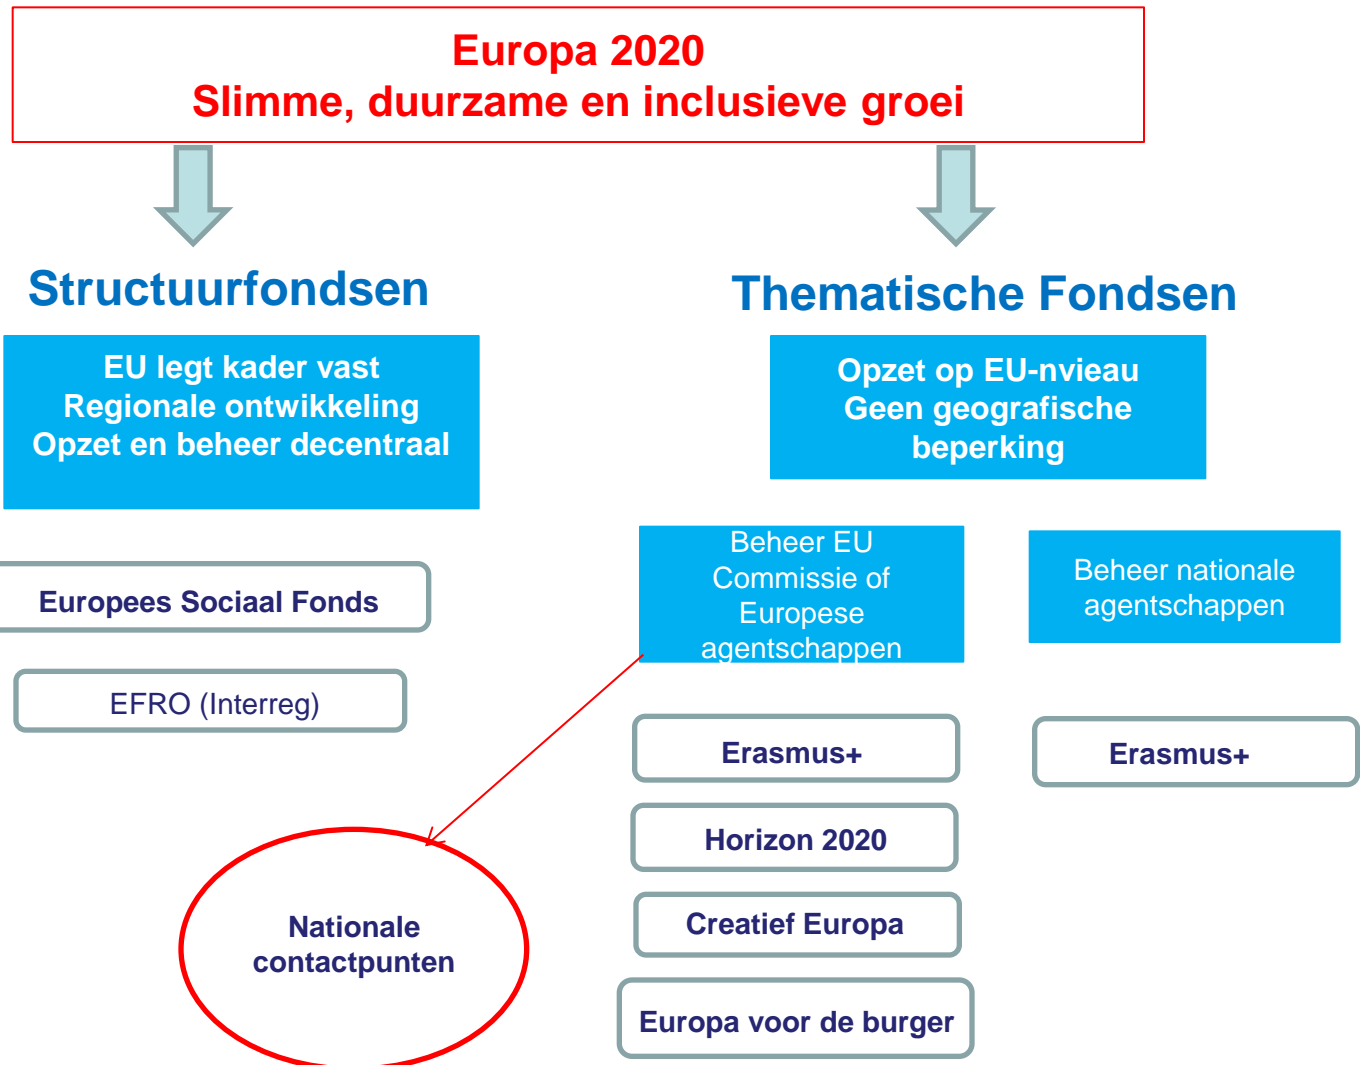 Europa 2020
Slimme, duurzame en inclusieve groei
Structuurfondsen
EU legt kader vast
Regionale ontwikkeling
Opzet en beheer decentraal
Europees Sociaal Fonds
EFRO (Interreg)
Thematische Fondsen
Opzet op EU-nvieau
Geen geografische
beperking
Beheer EU
Commissie of
Europese
agentschappen
Erasmus+
Horizon 2020
Creatief Europa
Europa voor de burger
Beheer nationale
agentschappen
Erasmus+
Nationale
contactpunten